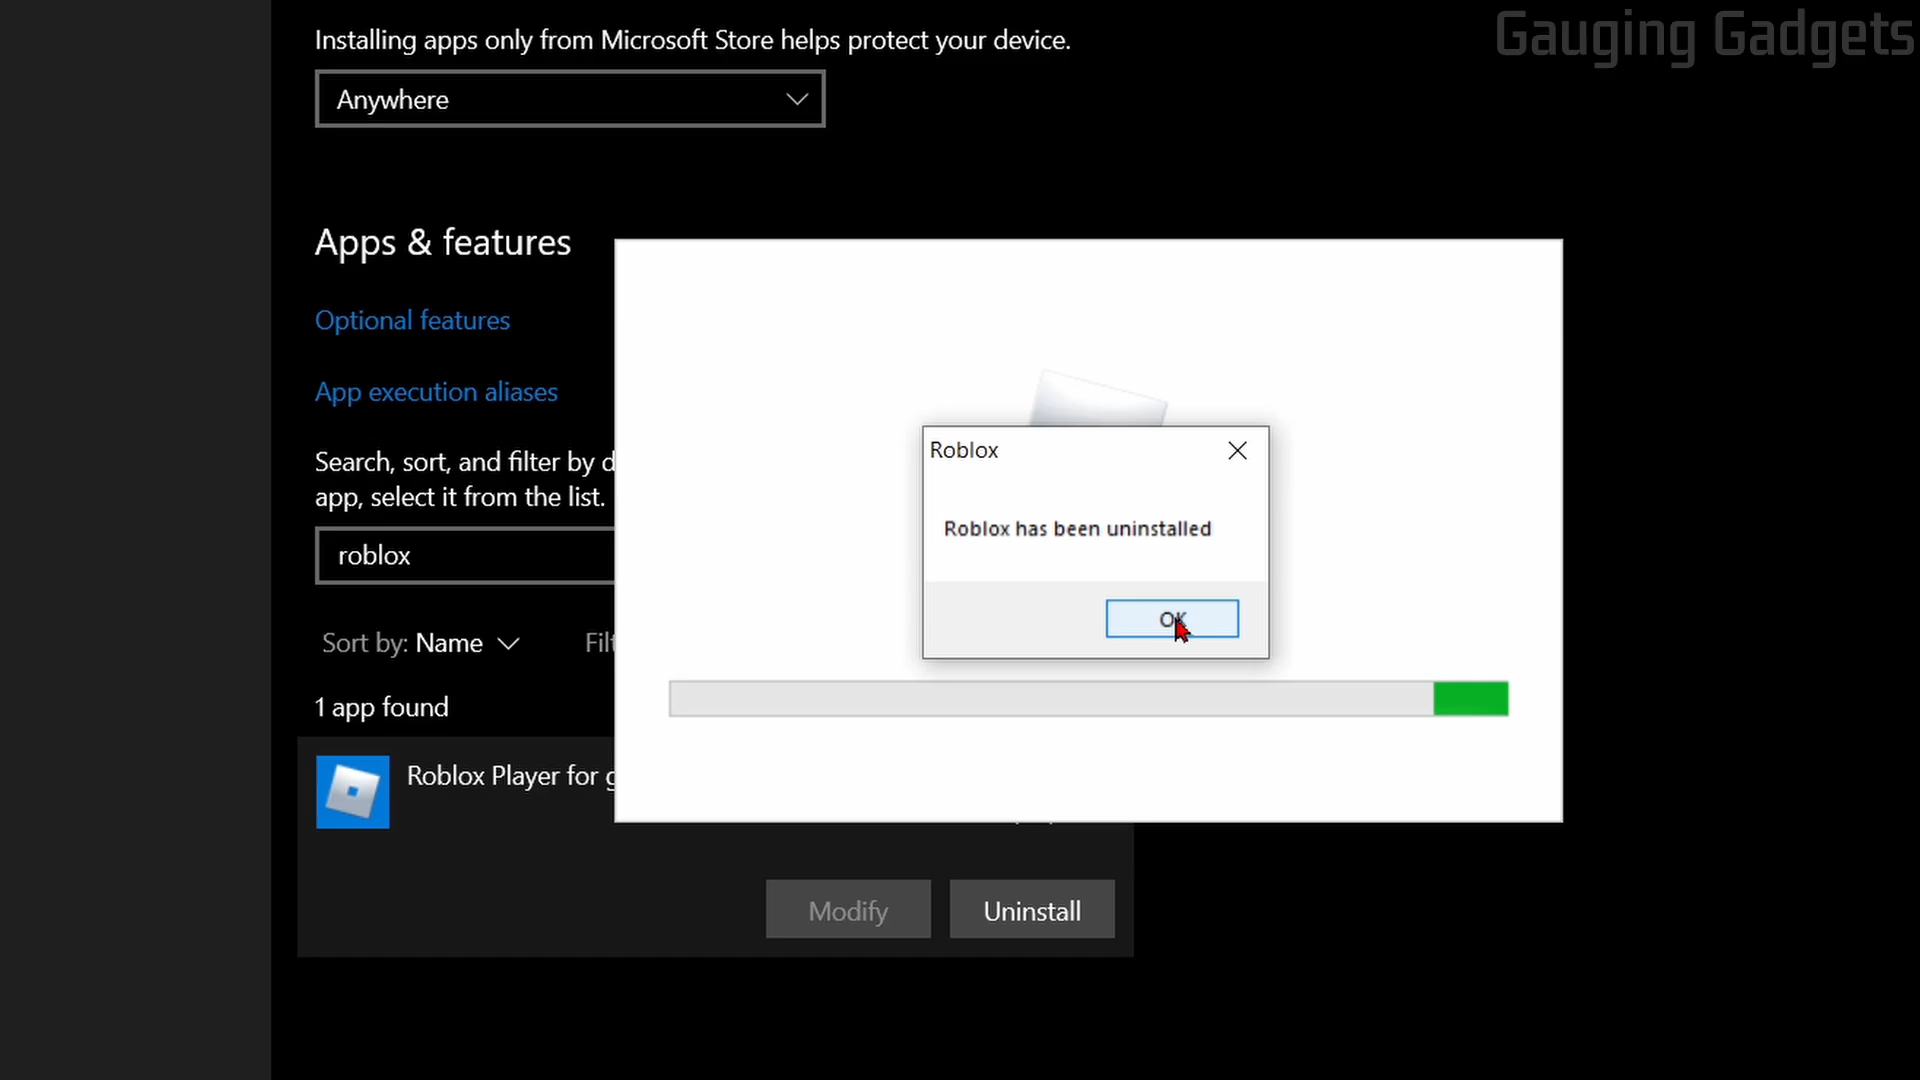 Gauging Gadgets
Installing apps only from Microsoft Store helps protect your device.
Anywhere
Apps & features
Optional features
App execution aliases
Search, sort, and filter by d
app, select it from the list.
roblox
Sort by: Name
Filt
1 app found
Roblox Player for g
Modify
Uninstall
Roblox
Roblox has been uninstalled
OK